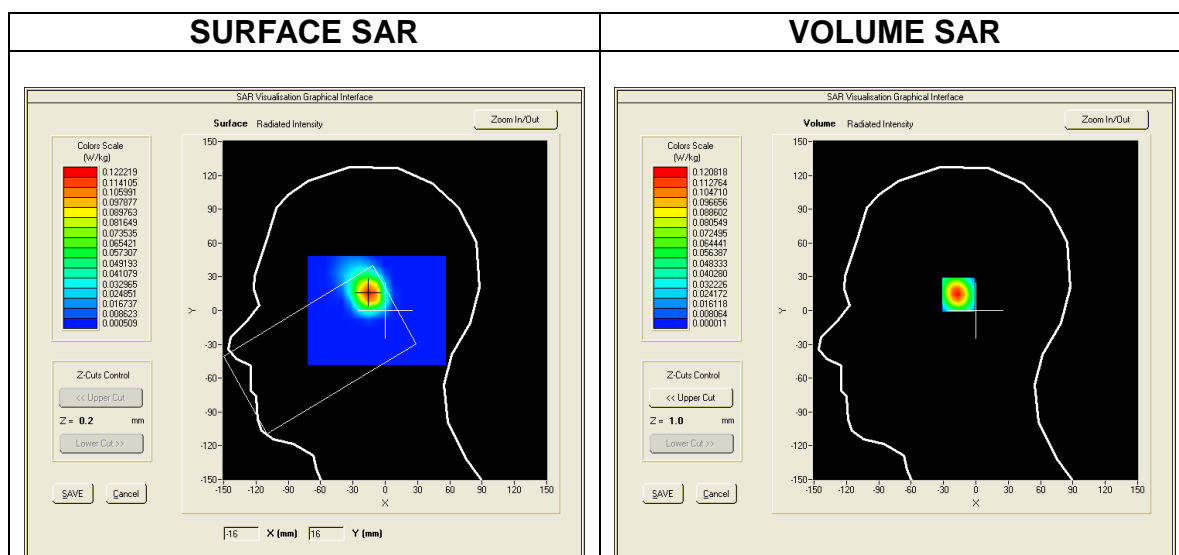 SURFACE SAR
VOLUME SAR
SAR Visualisation Graphical Interface
Surface Radiated Intensity
Zoom In/Out
Colors Scale
(W/kg)
0.122219
0.114105
0.105991
0.097877
0.089763
0.081649
0.073535
0.065421
0.057307
0.049193
0.041079
0.032965
0.024851
0.016737
0.008623
0.000509
150
120
90
60
30
0
-30
-60
-90
-120
-150
Y
-150 -120 -90 -60 -30 0 30 60 90 120 150
X
Z-Cuts Control
<< Upper Cut
Z = 0.2 mm
Lower Cut >>
SAVE Cancel
-16 X (mm) 16 Y (mm)
SAR Visualisation Graphical Interface
Volume Radiated Intensity
Zoom In/Out
Colors Scale
(W/kg)
0.120818
0.112764
0.104710
0.096656
0.088602
0.080549
0.072495
0.064441
0.056387
0.048333
0.040280
0.032226
0.024172
0.016118
0.008064
0.000011
150
120
90
60
30
0
-30
-60
-90
-120
-150
Y
-150 -120 -90 -60 -30 0 30 60 90 120 150
X
Z-Cuts Control
<< Upper Cut
Z = 1.0 mm
Lower Cut >>
SAVE Cancel